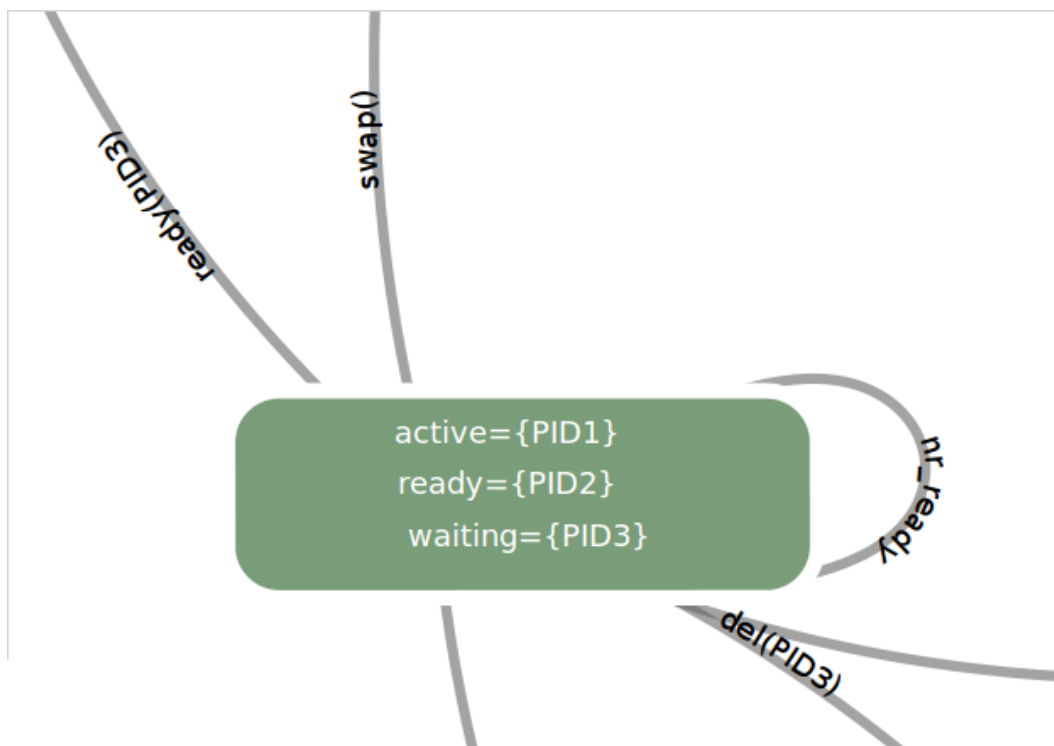 swap()
ready(PID3)
active={PID1}
ready={PID2}
waiting={PID3}
nr_ready
del(PID3)